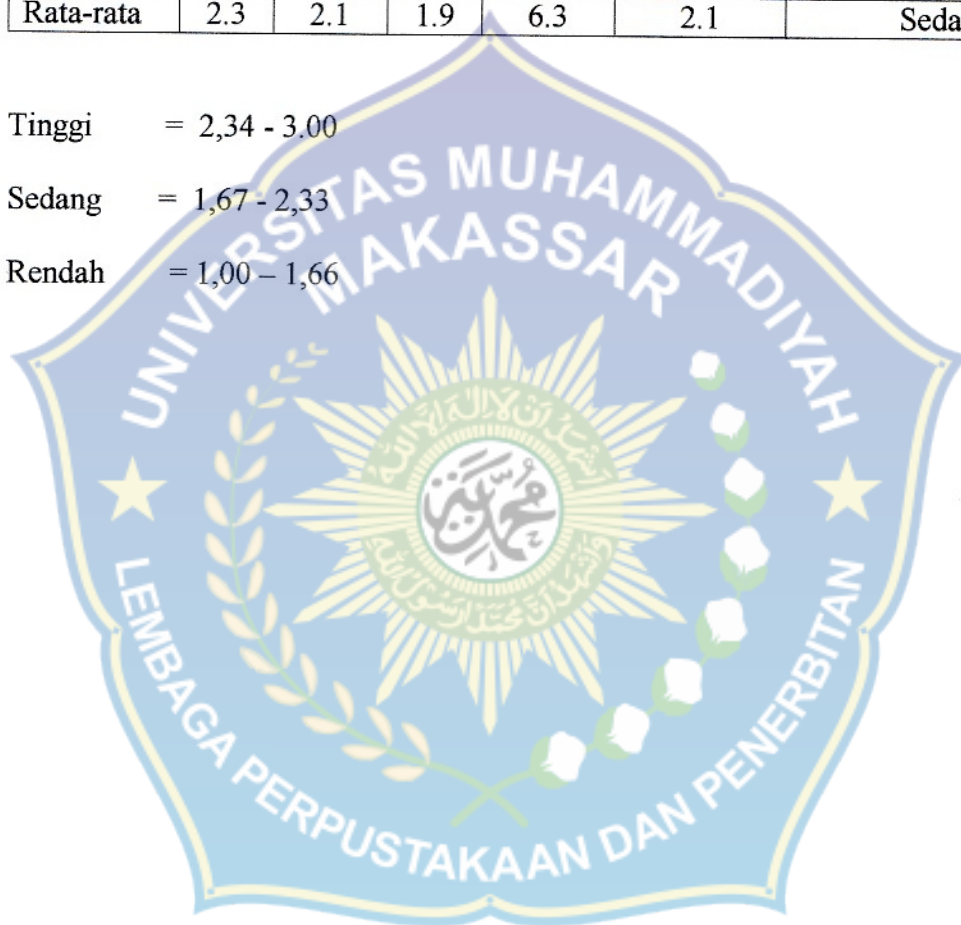 Rata-rata 2.3 2.1 1.9 6.3 2.1 Seda
Tinggi = 2,34 - 3.00
Sedang = 1,67 - 2,33
Rendah = 1,00 – 1,66
UNIVERSITAS MUHAMMADIYAH
MAKASSAR
محمد
LEMBAGA PERPUSTAKAAN DAN PENERBITAN